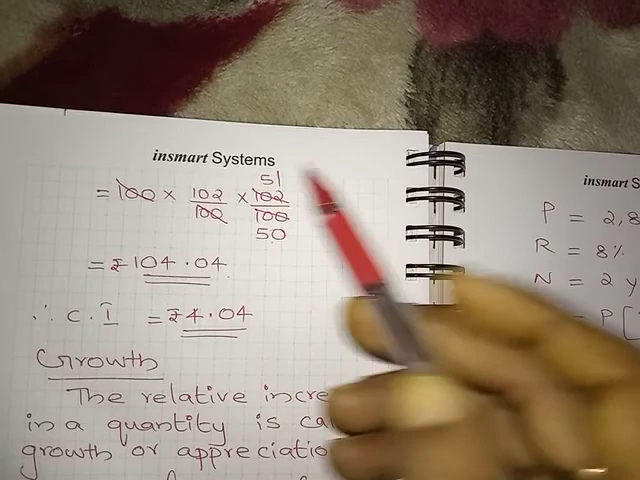 insmart Systems
= 100 × 102/100 × 102/100 51 50
= ₹104.04
∴ C.I = ₹4.04
Growth
The relative incre
in a quantity is ca
growth or appreciatio
insmart S
P = 2,8
R = 8%
N = 2 y
= P [